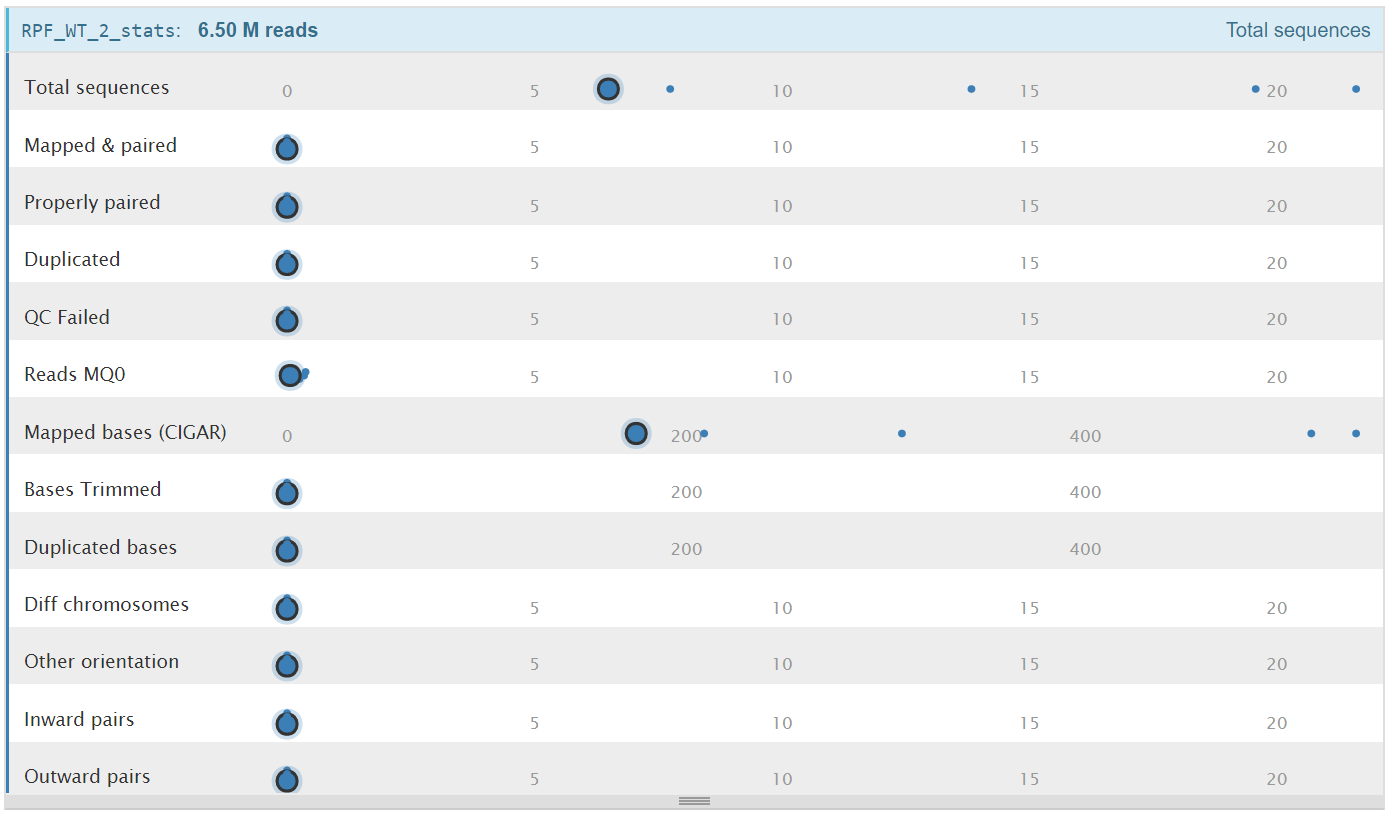 RPF_WT_2_stats: 6.50 M reads Total sequences
Total sequences 0 5 10 15 20
Mapped & paired 5 10 15 20
Properly paired 5 10 15 20
Duplicated 5 10 15 20
QC Failed 5 10 15 20
Reads MQ0 5 10 15 20
Mapped bases (CIGAR) 0 200 400
Bases Trimmed 200 400
Duplicated bases 200 400
Diff chromosomes 5 10 15 20
Other orientation 5 10 15 20
Inward pairs 5 10 15 20
Outward pairs 5 10 15 20